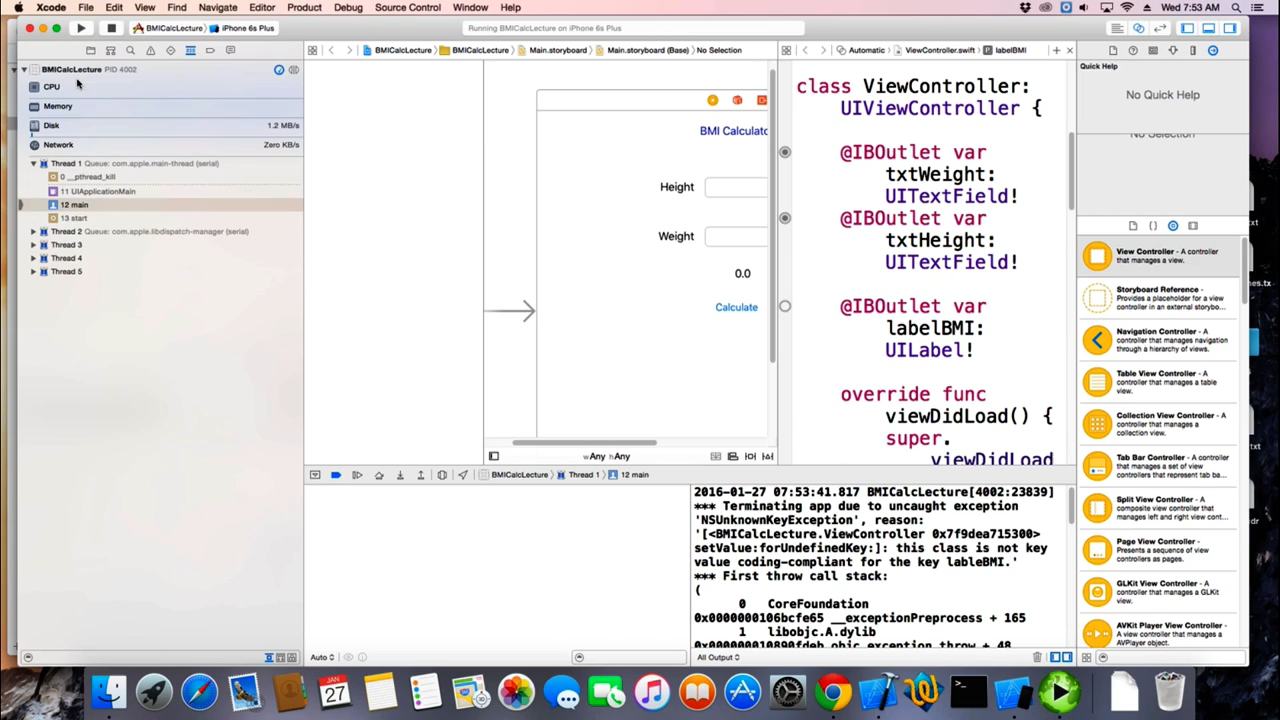 Xcode File Edit View Find Navigate Editor Product Debug Source Control Window Help Wed 7:53 AM
BMICalcLecture iPhone 6s Plus Running BMICalcLecture on iPhone 6s Plus
BMICalcLecture BMICalcLecture Main.storyboard Main.storyboard (Base) No Selection
Automatic ViewController.swift labelBMI
BMICalcLecture PID 4002
CPU
Memory
Disk 1.2 MB/s
Network Zero KB/s
Thread 1 Queue: com.apple.main-thread (serial)
0 __pthread_kill
11 UIApplicationMain
12 main
13 start
Thread 2 Queue: com.apple.libdispatch-manager (serial)
Thread 3
Thread 4
Thread 5
BMI Calculato
Height
Weight
0.0
Calculate
wAny hAny
class ViewController:
UIViewController {
@IBOutlet var
txtWeight:
UITextField!
@IBOutlet var
txtHeight:
UITextField!
@IBOutlet var
labelBMI:
UILabel!
override func
viewDidLoad() {
super.
viewDidLoad
Quick Help
No Quick Help
No Selection
View Controller - A controller
that manages a view.
Storyboard Reference -
Provides a placeholder for a view
controller in an external storybo...
Navigation Controller - A
controller that manages navigation
through a hierarchy of views.
Table View Controller - A
controller that manages a table
view.
Collection View Controller - A
controller that manages a
collection view.
Tab Bar Controller - A
controller that manages a set of
view controllers that represent tab ba...
Split View Controller - A
composite view controller that
manages left and right view cont...
Page View Controller -
Presents a sequence of view
controllers as pages.
GLKit View Controller - A
controller that manages a GLKit
view.
AVKit Player View Controller -
A view controller that manages a
AVPlayer object.
BMICalcLecture Thread 1 12 main
2016-01-27 07:53:41.817 BMICalcLecture[4002:23839]
*** Terminating app due to uncaught exception
'NSUnknownKeyException', reason:
'[<BMICalcLecture.ViewController 0x7f9dea715300>
setValue:forUndefinedKey:]: this class is not key
value coding-compliant for the key lableBMI.'
*** First throw call stack:
(
0 CoreFoundation
0x0000000106bcfe65 __exceptionPreprocess + 165
1 libobjc.A.dylib
0x000000010890fdeb objc_exception_throw + 48
Auto
All Output
JAN
27